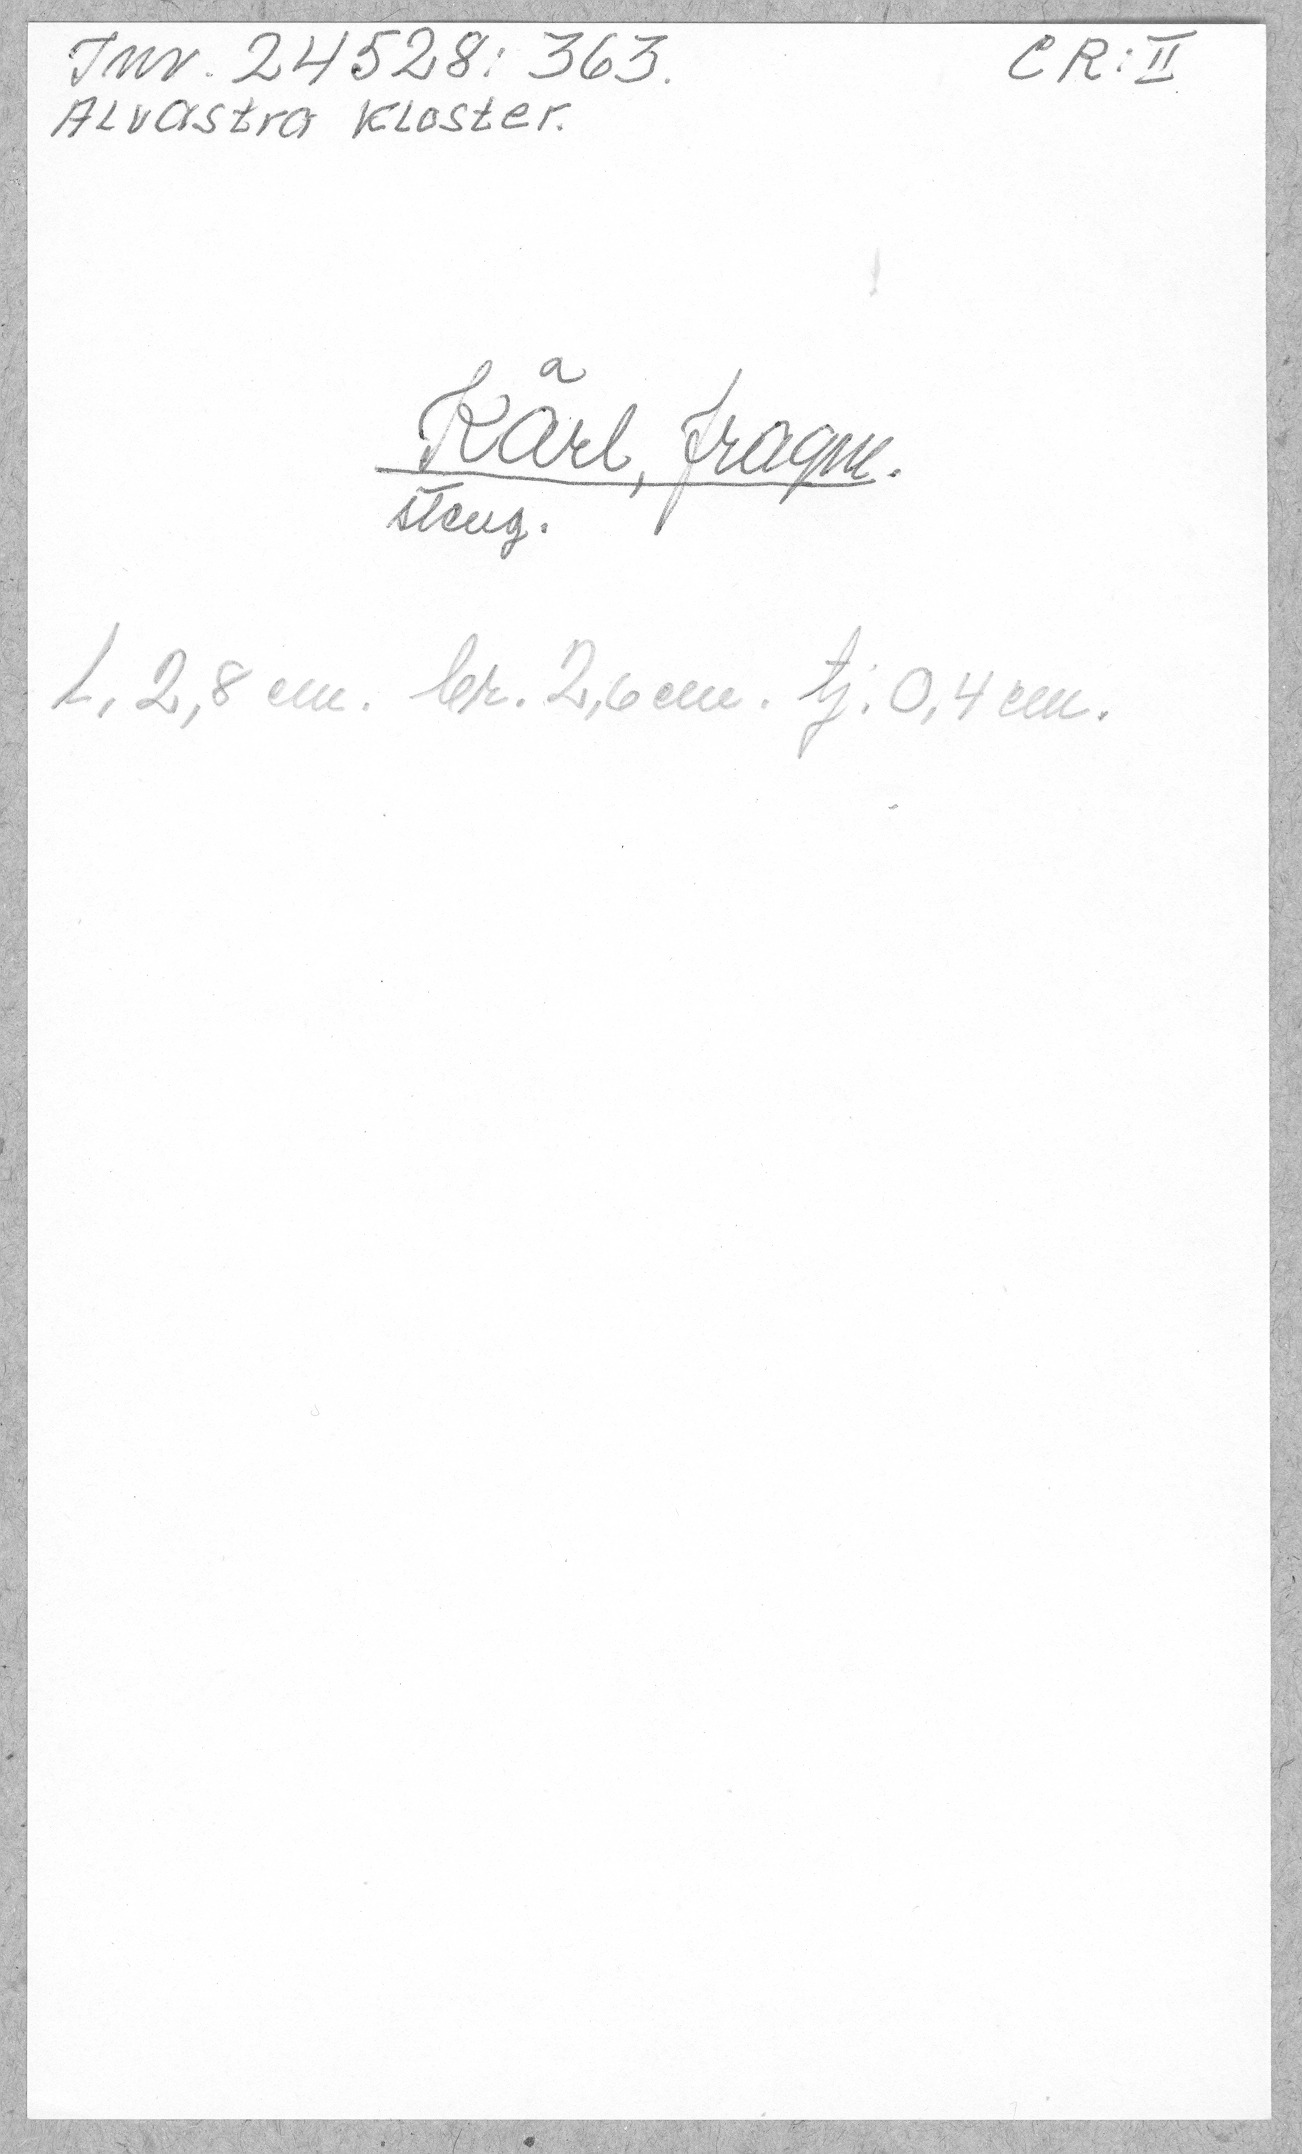 Inv. 24528: 363. CR: II
Alvastra Kloster.
Kärl, fragm.
steng.
L. 2,8 cm. br. 2,6 cm. tj. 0,4 cm.